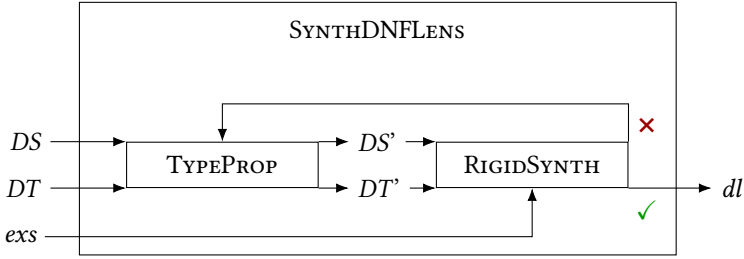 SYNTHDNFLENS
DS DS' ✗
TYPEPROP RIGIDSYNTH
DT DT' dl
✓
exs